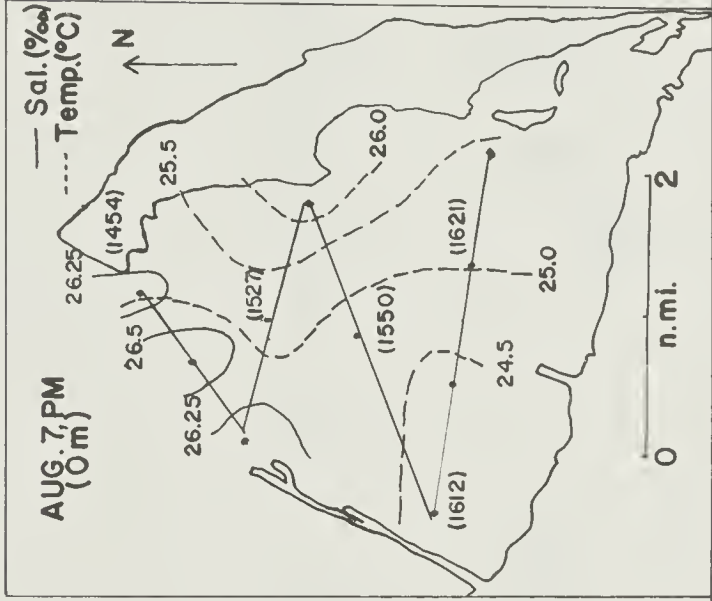 AUG. 7, PM
(0m)
— Sal.(‰)
---- Temp.(°C)
N
26.25
(1454)
25.5
26.5
26.0
26.25
(1527)
(1550)
(1621)
25.0
24.5
(1612)
0
n.mi.
2